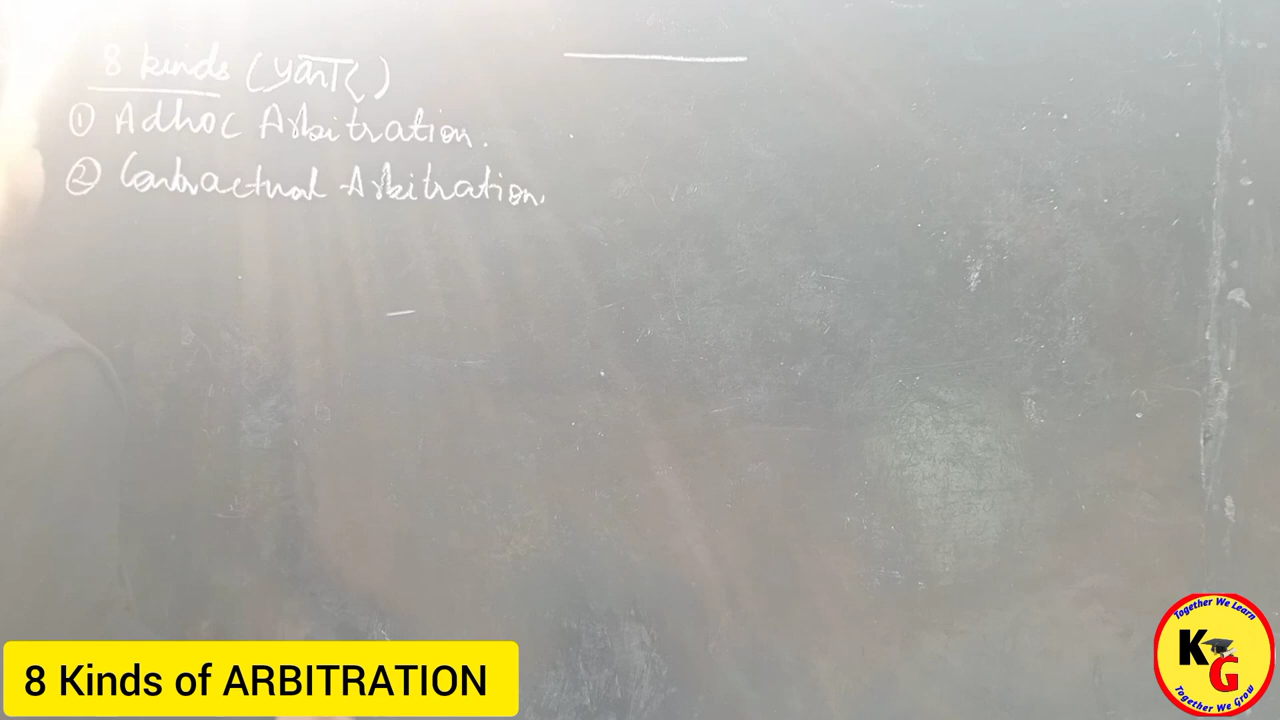 8 kinds (प्रकार)
① Adhoc Arbitration.
② Contractual Arbitration.
8 Kinds of ARBITRATION
Together We Learn
KG
Together We Grow